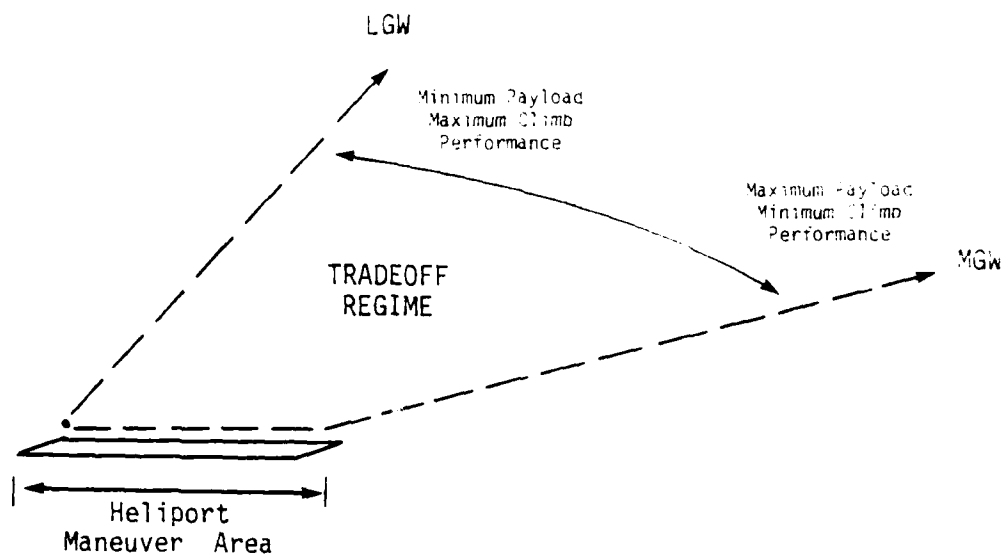 LGW
Minimum Payload
Maximum Climb
Performance
Maximum Payload
Minimum Climb
Performance
MGW
TRADEOFF
REGIME
Heliport
Maneuver Area